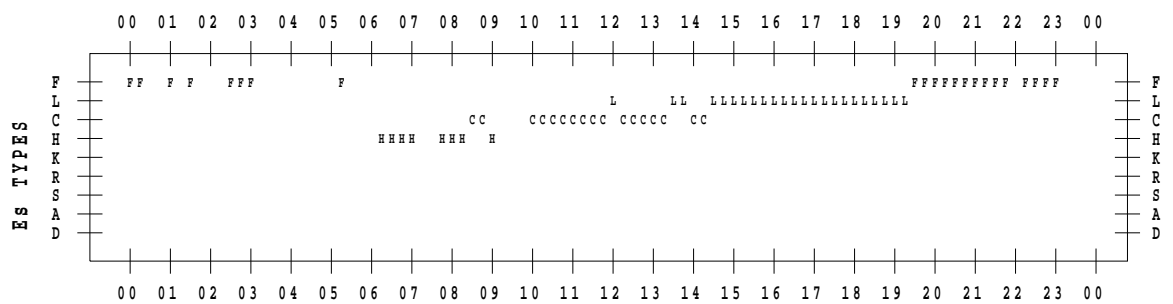 00 01 02 03 04 05 06 07 08 09 10 11 12 13 14 15 16 17 18 19 20 21 22 23 00
F FF F F FFF F FFFFFFFFFF FFFF F
L L LL LLLLLLLLLLLLLLLLLLLL L
C CC CCCCCCCC CCCCC CC C
H HHHH HHH H H
K K
R R
S S
A A
D D
Es TYPES
00 01 02 03 04 05 06 07 08 09 10 11 12 13 14 15 16 17 18 19 20 21 22 23 00